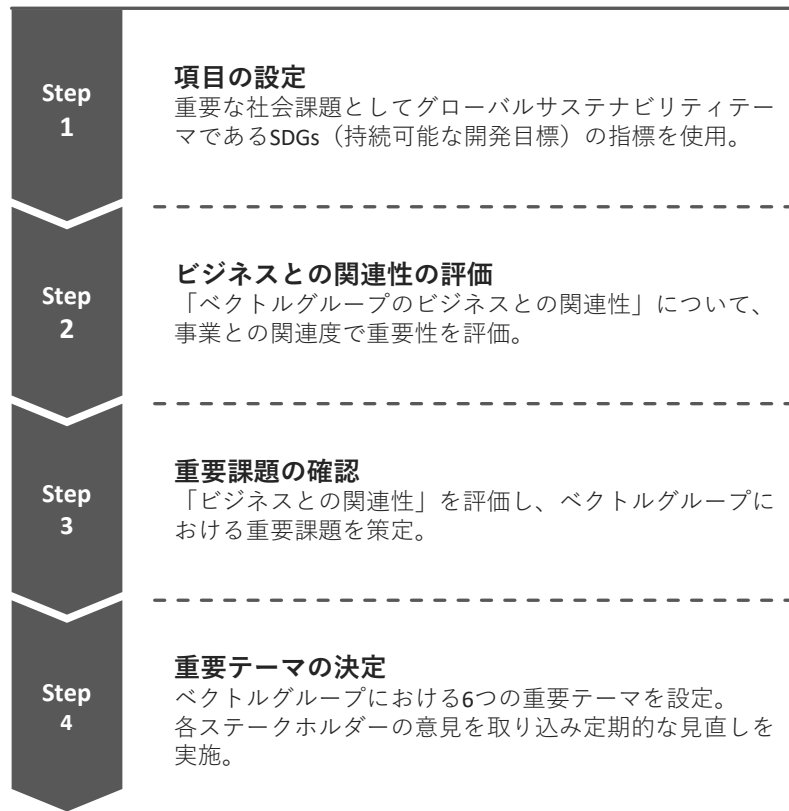 Step
1
項目の設定
重要な社会課題としてグローバルサステナビリティテー
マであるSDGs（持続可能な開発目標）の指標を使用。
Step
2
ビジネスとの関連性の評価
「ベクトルグループのビジネスとの関連性」について、
事業との関連度で重要性を評価。
Step
3
重要課題の確認
「ビジネスとの関連性」を評価し、ベクトルグループに
おける重要課題を策定。
Step
4
重要テーマの決定
ベクトルグループにおける6つの重要テーマを設定。
各ステークホルダーの意見を取り込み定期的な見直しを
実施。